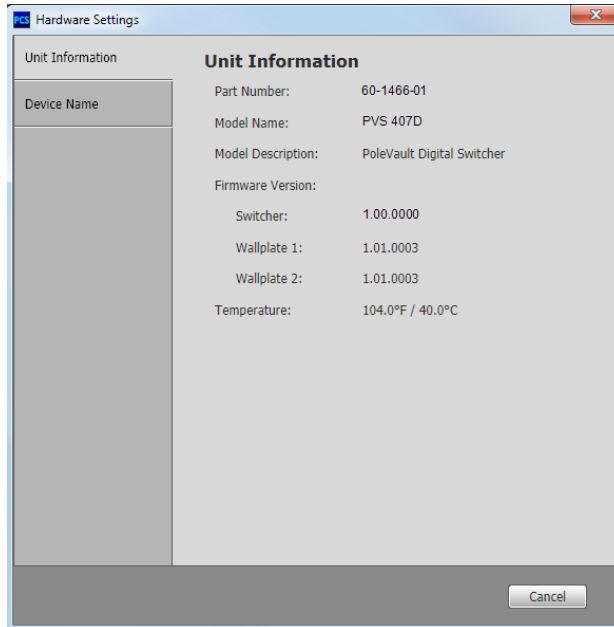 PCS Hardware Settings
x
Unit Information
Device Name
Unit Information
Part Number: 60-1466-01
Model Name: PVS 407D
Model Description: PoleVault Digital Switcher
Firmware Version:
Switcher: 1.00.0000
Wallplate 1: 1.01.0003
Wallplate 2: 1.01.0003
Temperature: 104.0°F / 40.0°C
Cancel